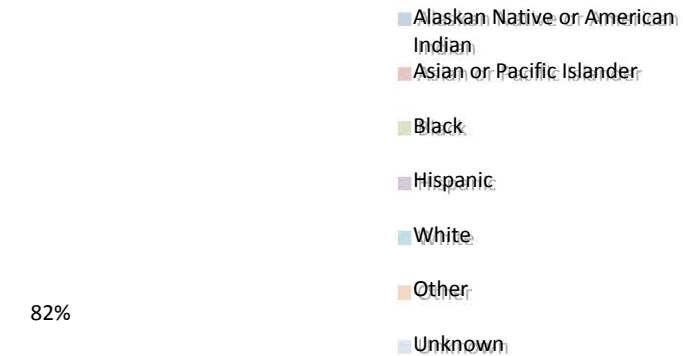 Alaskan Native or American
Indian
Asian or Pacific Islander
Black
Hispanic
White
Other
82%
Unknown